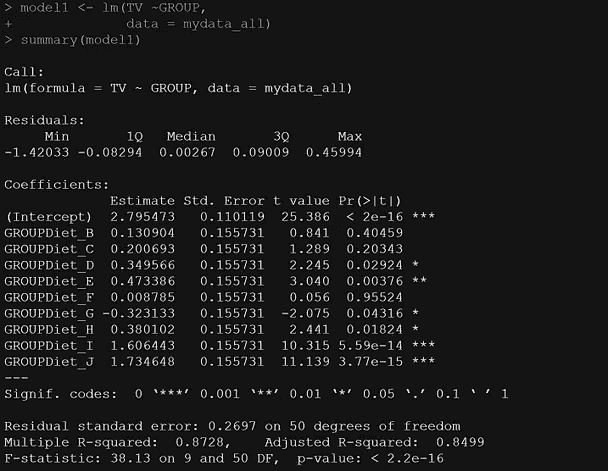 > model1 <- lm(TV ~GROUP,
+             data = mydata_all)
> summary(model1)
Call:
lm(formula = TV ~ GROUP, data = mydata_all)
Residuals:
     Min       1Q   Median       3Q      Max
-1.42033 -0.08294  0.00267  0.09009  0.45994
Coefficients:
            Estimate Std. Error t value Pr(>|t|)
(Intercept)  2.795473   0.110119  25.386  < 2e-16 ***
GROUPDiet_B  0.130904   0.155731   0.841  0.40459
GROUPDiet_C  0.200693   0.155731   1.289  0.20343
GROUPDiet_D  0.349566   0.155731   2.245  0.02924 *
GROUPDiet_E  0.473386   0.155731   3.040  0.00376 **
GROUPDiet_F  0.008785   0.155731   0.056  0.95524
GROUPDiet_G -0.323133   0.155731  -2.075  0.04316 *
GROUPDiet_H  0.380102   0.155731   2.441  0.01824 *
GROUPDiet_I  1.606443   0.155731  10.315 5.59e-14 ***
GROUPDiet_J  1.734648   0.155731  11.139 3.77e-15 ***
---
Signif. codes:  0 ‘***’ 0.001 ‘**’ 0.01 ‘*’ 0.05 ‘.’ 0.1 ‘ ’ 1
Residual standard error: 0.2697 on 50 degrees of freedom
Multiple R-squared:  0.8728,    Adjusted R-squared:  0.8499
F-statistic: 38.13 on 9 and 50 DF,  p-value: < 2.2e-16